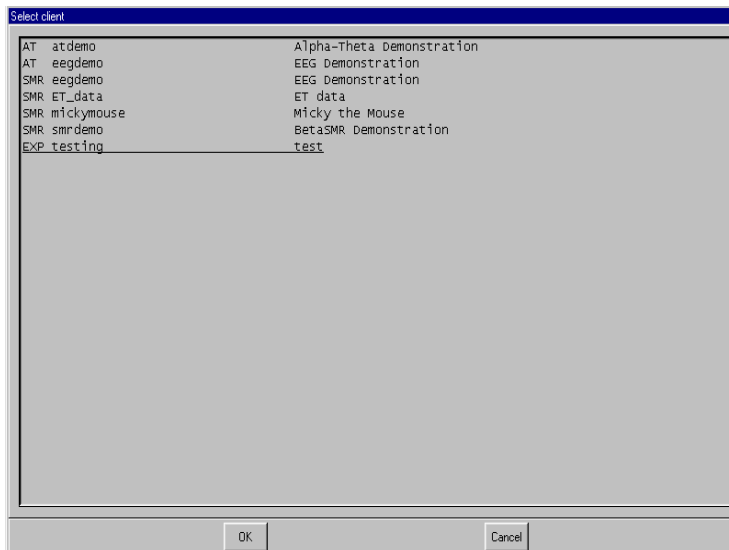 Select client
AT atdemo Alpha-Theta Demonstration
AT eegdemo EEG Demonstration
SMR eegdemo EEG Demonstration
SMR ET_data ET data
SMR mickymouse Micky the Mouse
SMR smrdemo BetaSMR Demonstration
EXP testing test
OK Cancel